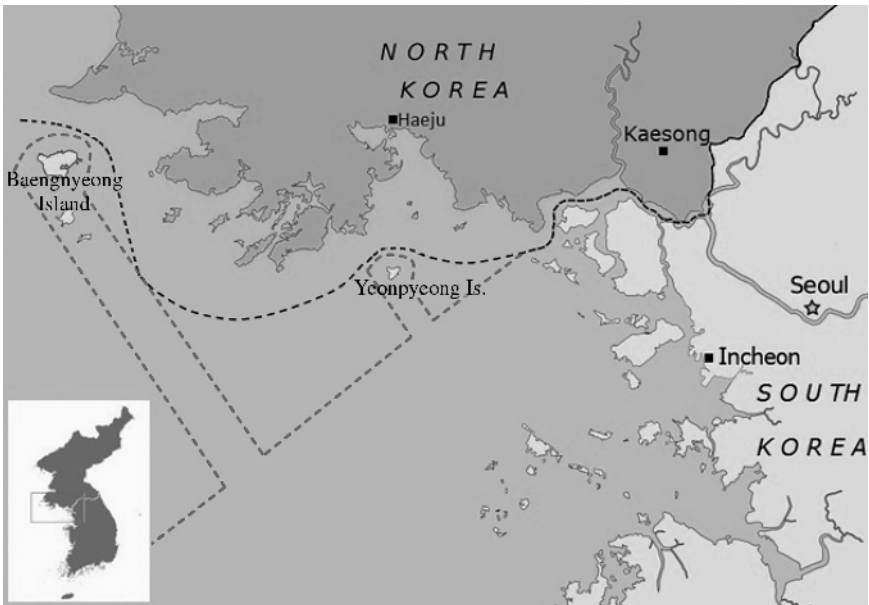 NORTH
KOREA
Haeju
Kaesong
Baengnyeong
Island
Yeonpyeong Is.
Seoul
Incheon
SOUTH
KOREA